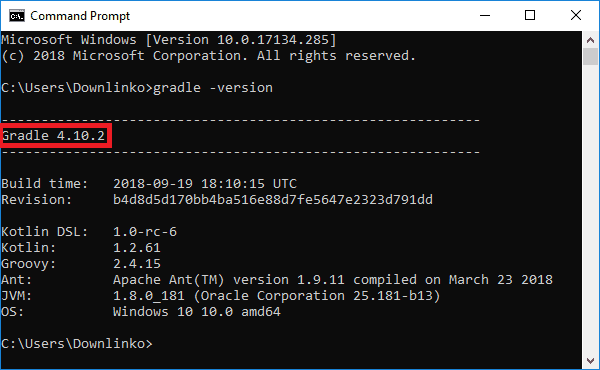 Command Prompt
Microsoft Windows [Version 10.0.17134.285]
(c) 2018 Microsoft Corporation. All rights reserved.
C:\Users\Downlinko>gradle -version
------------------------------------------------------------
Gradle 4.10.2
------------------------------------------------------------
Build time:   2018-09-19 18:10:15 UTC
Revision:     b4d8d5d170bb4ba516e88d7fe5647e2323d791dd
Kotlin DSL:   1.0-rc-6
Kotlin:       1.2.61
Groovy:       2.4.15
Ant:          Apache Ant(TM) version 1.9.11 compiled on March 23 2018
JVM:          1.8.0_181 (Oracle Corporation 25.181-b13)
OS:           Windows 10 10.0 amd64
C:\Users\Downlinko>